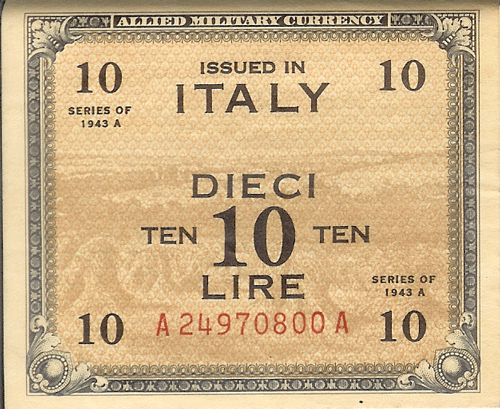 ALLIED MILITARY CURRENCY
10 ISSUED IN 10
ITALY
SERIES OF
1943 A
DIECI
TEN 10 TEN
LIRE
SERIES OF
1943 A
10 A 24970800 A 10